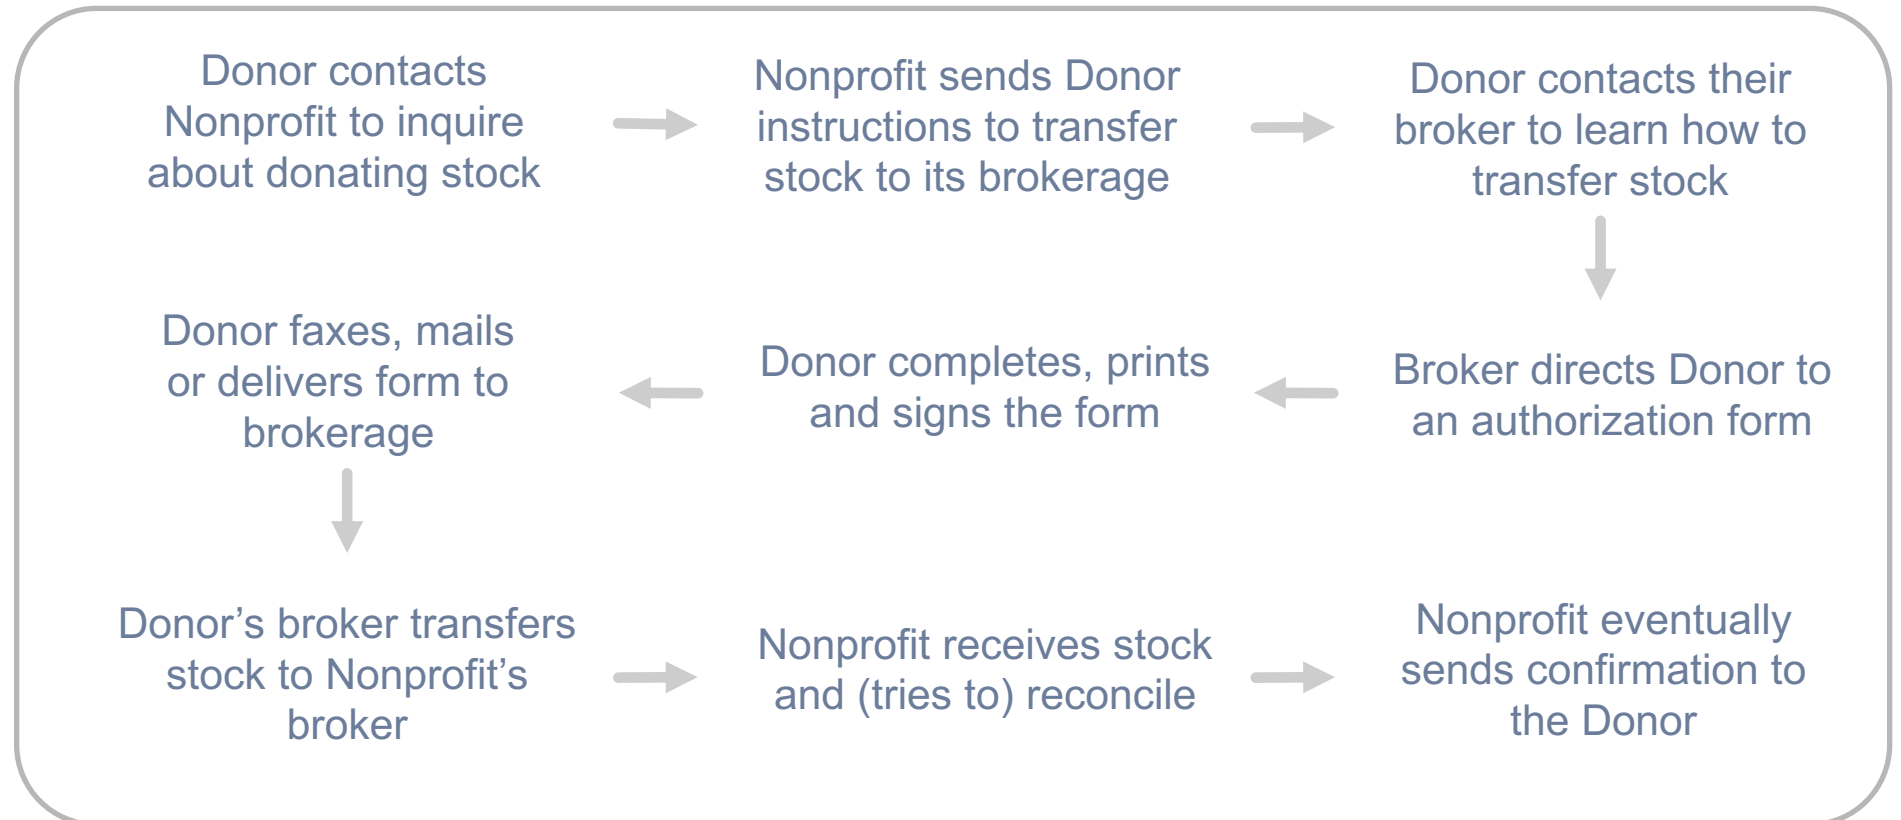 Donor contacts
Nonprofit to inquire
about donating stock
Nonprofit sends Donor
instructions to transfer
stock to its brokerage
Donor contacts their
broker to learn how to
transfer stock
Broker directs Donor to
an authorization form
Donor completes, prints
and signs the form
Donor faxes, mails
or delivers form to
brokerage
Donor’s broker transfers
stock to Nonprofit’s
broker
Nonprofit receives stock
and (tries to) reconcile
Nonprofit eventually
sends confirmation to
the Donor